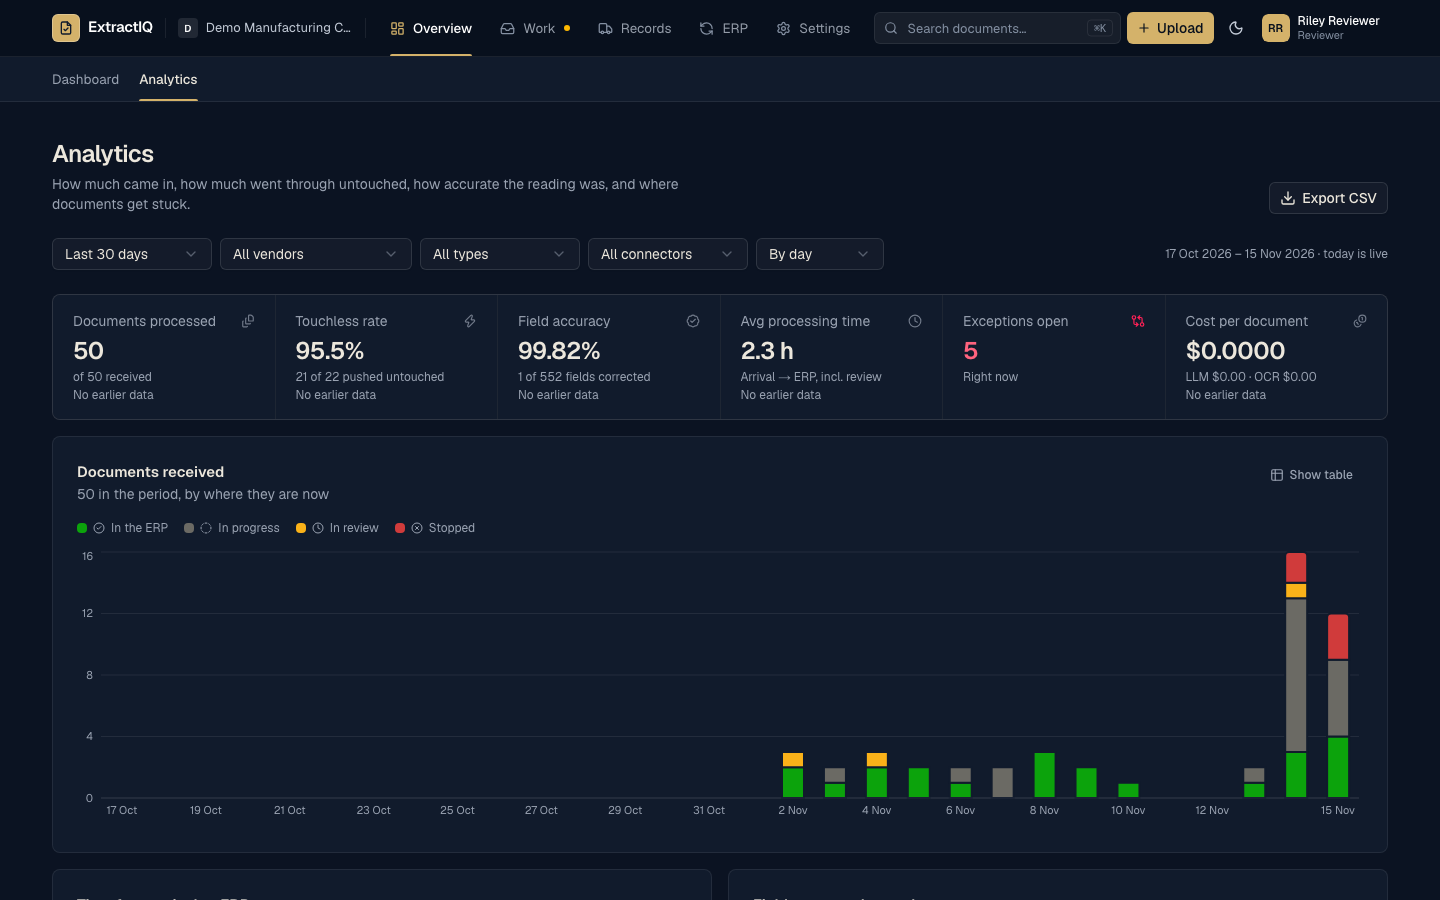 ExtractIQ
D Demo Manufacturing C...
Overview
Work
Records
ERP
Settings
Search documents...
⌘K
+ Upload
RR
Riley Reviewer
Reviewer
Dashboard
Analytics
Analytics
How much came in, how much went through untouched, how accurate the reading was, and where
documents get stuck.
Export CSV
Last 30 days
All vendors
All types
All connectors
By day
17 Oct 2026 – 15 Nov 2026 · today is live
Documents processed
50
of 50 received
No earlier data
Touchless rate
95.5%
21 of 22 pushed untouched
No earlier data
Field accuracy
99.82%
1 of 552 fields corrected
No earlier data
Avg processing time
2.3 h
Arrival → ERP, incl. review
No earlier data
Exceptions open
5
Right now
Cost per document
$0.0000
LLM $0.00 · OCR $0.00
No earlier data
Documents received
50 in the period, by where they are now
Show table
In the ERP
In progress
In review
Stopped
16
12
8
4
0
17 Oct
19 Oct
21 Oct
23 Oct
25 Oct
27 Oct
29 Oct
31 Oct
2 Nov
4 Nov
6 Nov
8 Nov
10 Nov
12 Nov
15 Nov